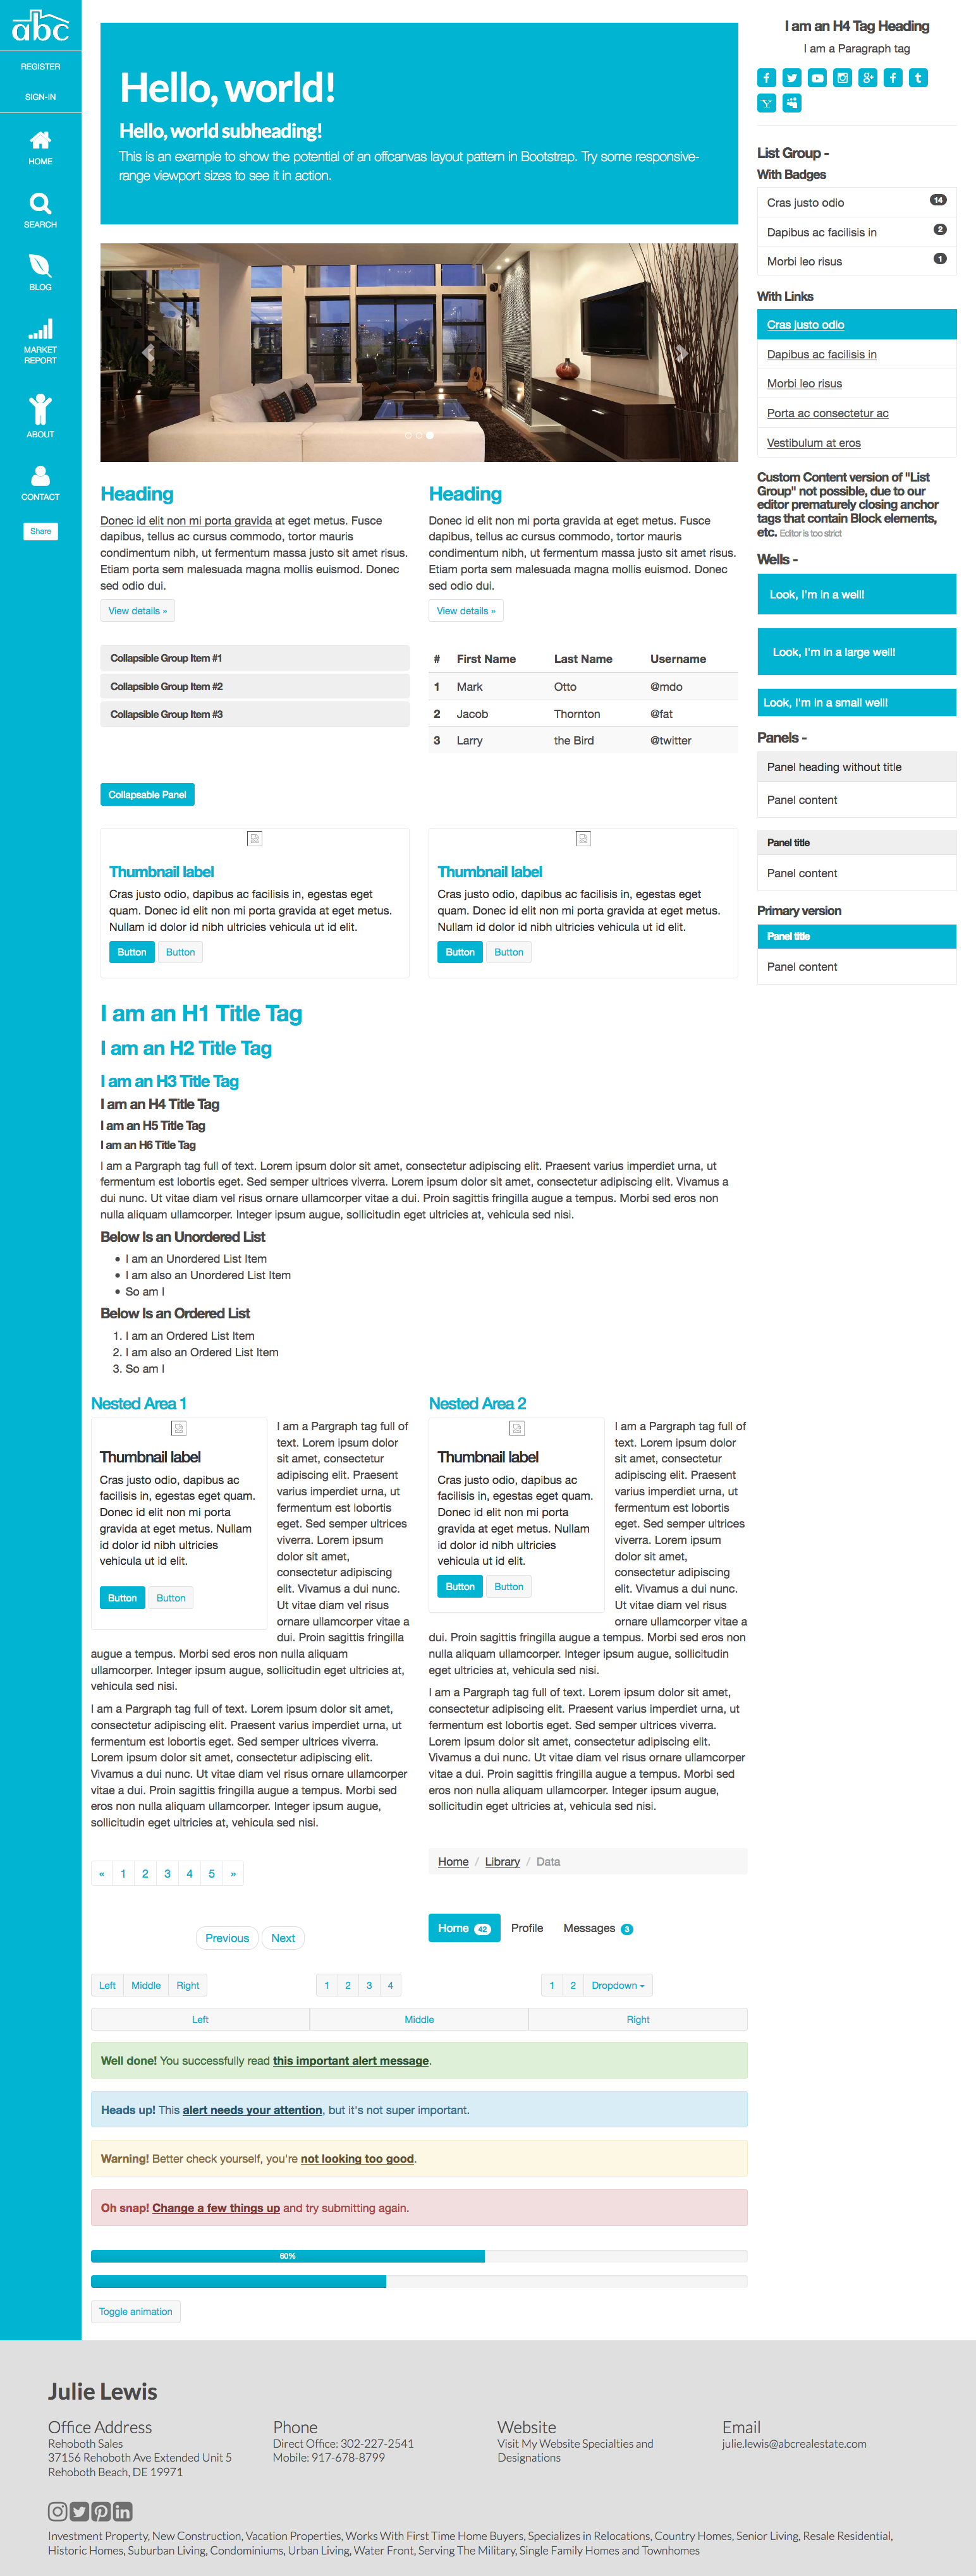 abc
REGISTER
SIGN-IN
HOME
SEARCH
BLOG
MARKET
REPORT
ABOUT
CONTACT
Share
Hello, world!
Hello, world subheading!
This is an example to show the potential of an offcanvas layout pattern in Bootstrap. Try some responsive-
range viewport sizes to see it in action.
Heading
Donec id elit non mi porta gravida at eget metus. Fusce
dapibus, tellus ac cursus commodo, tortor mauris
condimentum nibh, ut fermentum massa justo sit amet risus.
Etiam porta sem malesuada magna mollis euismod. Donec
sed odio dui.
View details »
Heading
Donec id elit non mi porta gravida at eget metus. Fusce
dapibus, tellus ac cursus commodo, tortor mauris
condimentum nibh, ut fermentum massa justo sit amet risus.
Etiam porta sem malesuada magna mollis euismod. Donec
sed odio dui.
View details »
Collapsible Group Item #1
Collapsible Group Item #2
Collapsible Group Item #3
# First Name Last Name Username
1 Mark Otto @mdo
2 Jacob Thornton @fat
3 Larry the Bird @twitter
Collapsable Panel
Thumbnail label
Cras justo odio, dapibus ac facilisis in, egestas eget
quam. Donec id elit non mi porta gravida at eget metus.
Nullam id dolor id nibh ultricies vehicula ut id elit.
Button Button
Thumbnail label
Cras justo odio, dapibus ac facilisis in, egestas eget
quam. Donec id elit non mi porta gravida at eget metus.
Nullam id dolor id nibh ultricies vehicula ut id elit.
Button Button
I am an H1 Title Tag
I am an H2 Title Tag
I am an H3 Title Tag
I am an H4 Title Tag
I am an H5 Title Tag
I am an H6 Title Tag
I am a Pargraph tag full of text. Lorem ipsum dolor sit amet, consectetur adipiscing elit. Praesent varius imperdiet urna, ut
fermentum est lobortis eget. Sed semper ultrices viverra. Lorem ipsum dolor sit amet, consectetur adipiscing elit. Vivamus a
dui nunc. Ut vitae diam vel risus ornare ullamcorper vitae a dui. Proin sagittis fringilla augue a tempus. Morbi sed eros non
nulla aliquam ullamcorper. Integer ipsum augue, sollicitudin eget ultricies at, vehicula sed nisi.
Below Is an Unordered List
• I am an Unordered List Item
• I am also an Unordered List Item
• So am I
Below Is an Ordered List
1. I am an Ordered List Item
2. I am also an Ordered List Item
3. So am I
Nested Area 1
Thumbnail label
Cras justo odio, dapibus ac
facilisis in, egestas eget quam.
Donec id elit non mi porta
gravida at eget metus. Nullam
id dolor id nibh ultricies
vehicula ut id elit.
Button Button
I am a Pargraph tag full of
text. Lorem ipsum dolor
sit amet, consectetur
adipiscing elit. Praesent
varius imperdiet urna, ut
fermentum est lobortis
eget. Sed semper ultrices
viverra. Lorem ipsum
dolor sit amet,
consectetur adipiscing
elit. Vivamus a dui nunc.
Ut vitae diam vel risus
ornare ullamcorper vitae a
dui. Proin sagittis fringilla
augue a tempus. Morbi sed eros non nulla aliquam
ullamcorper. Integer ipsum augue, sollicitudin eget ultricies at,
vehicula sed nisi.
I am a Pargraph tag full of text. Lorem ipsum dolor sit amet,
consectetur adipiscing elit. Praesent varius imperdiet urna, ut
fermentum est lobortis eget. Sed semper ultrices viverra.
Lorem ipsum dolor sit amet, consectetur adipiscing elit.
Vivamus a dui nunc. Ut vitae diam vel risus ornare ullamcorper
vitae a dui. Proin sagittis fringilla augue a tempus. Morbi sed
eros non nulla aliquam ullamcorper. Integer ipsum augue,
sollicitudin eget ultricies at, vehicula sed nisi.
Nested Area 2
Thumbnail label
Cras justo odio, dapibus ac
facilisis in, egestas eget quam.
Donec id elit non mi porta
gravida at eget metus. Nullam
id dolor id nibh ultricies
vehicula ut id elit.
Button Button
I am a Pargraph tag full of
text. Lorem ipsum dolor
sit amet, consectetur
adipiscing elit. Praesent
varius imperdiet urna, ut
fermentum est lobortis
eget. Sed semper ultrices
viverra. Lorem ipsum
dolor sit amet,
consectetur adipiscing
elit. Vivamus a dui nunc.
Ut vitae diam vel risus
ornare ullamcorper vitae a
dui. Proin sagittis fringilla augue a tempus. Morbi sed eros non
nulla aliquam ullamcorper. Integer ipsum augue, sollicitudin
eget ultricies at, vehicula sed nisi.
I am a Pargraph tag full of text. Lorem ipsum dolor sit amet,
consectetur adipiscing elit. Praesent varius imperdiet urna, ut
fermentum est lobortis eget. Sed semper ultrices viverra.
Lorem ipsum dolor sit amet, consectetur adipiscing elit.
Vivamus a dui nunc. Ut vitae diam vel risus ornare ullamcorper
vitae a dui. Proin sagittis fringilla augue a tempus. Morbi sed
eros non nulla aliquam ullamcorper. Integer ipsum augue,
sollicitudin eget ultricies at, vehicula sed nisi.
« 1 2 3 4 5 »
Home / Library / Data
Previous Next
Home 42 Profile Messages 3
Left Middle Right
1 2 3 4
1 2 Dropdown
Left Middle Right
Well done! You successfully read this important alert message.
Heads up! This alert needs your attention, but it's not super important.
Warning! Better check yourself, you're not looking too good.
Oh snap! Change a few things up and try submitting again.
60%
Toggle animation
I am an H4 Tag Heading
I am a Paragraph tag
List Group -
With Badges
Cras justo odio 14
Dapibus ac facilisis in 2
Morbi leo risus 1
With Links
Cras justo odio
Dapibus ac facilisis in
Morbi leo risus
Porta ac consectetur ac
Vestibulum at eros
Custom Content version of "List
Group" not possible, due to our
editor prematurely closing anchor
tags that contain Block elements,
etc. Editor is too strict
Wells -
Look, I'm in a well!
Look, I'm in a large well!
Look, I'm in a small well!
Panels -
Panel heading without title
Panel content
Panel title
Panel content
Primary version
Panel title
Panel content
Julie Lewis
Office Address
Rehoboth Sales
37156 Rehoboth Ave Extended Unit 5
Rehoboth Beach, DE 19971
Phone
Direct Office: 302-227-2541
Mobile: 917-678-8799
Website
Visit My Website Specialties and
Designations
Email
julie.lewis@abcrealestate.com
Investment Property, New Construction, Vacation Properties, Works With First Time Home Buyers, Specializes in Relocations, Country Homes, Senior Living, Resale Residential,
Historic Homes, Suburban Living, Condominiums, Urban Living, Water Front, Serving The Military, Single Family Homes and Townhomes